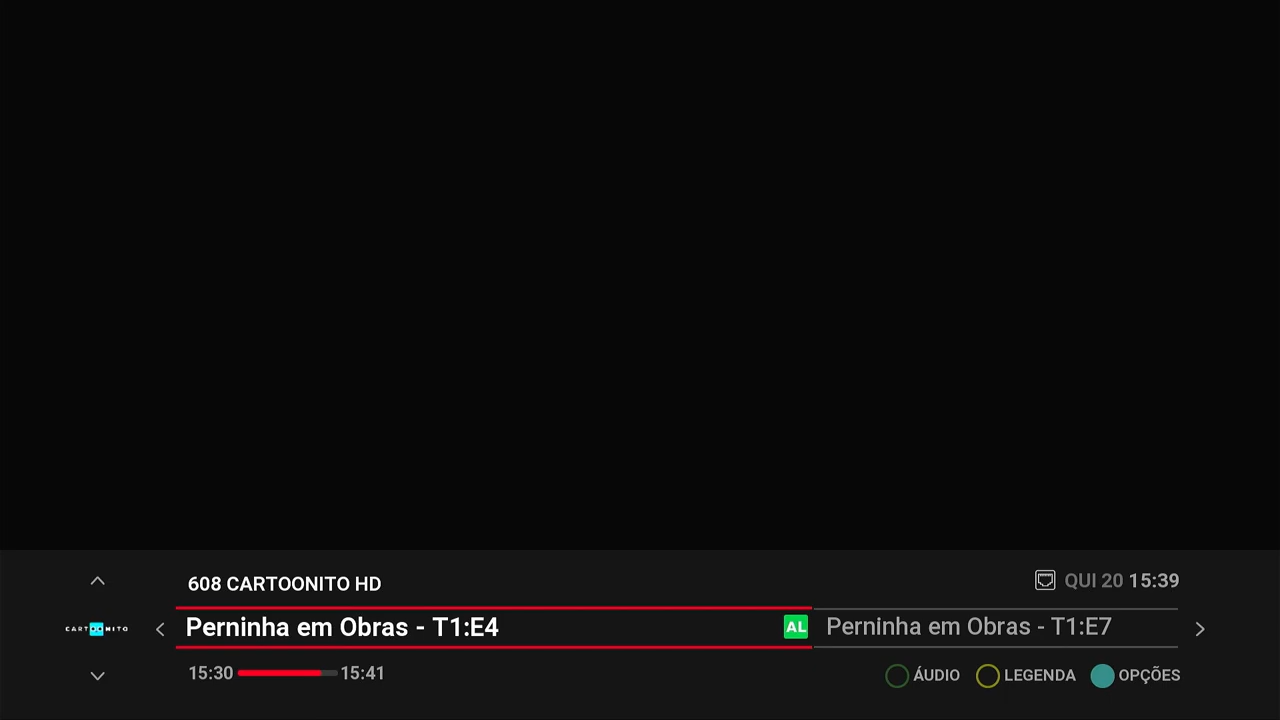 608 CARTOONITO HD
QUI 20 15:39
CARTOONITO
Perninha em Obras - T1:E4
AL
Perninha em Obras - T1:E7
15:30
15:41
ÁUDIO
LEGENDA
OPÇÕES